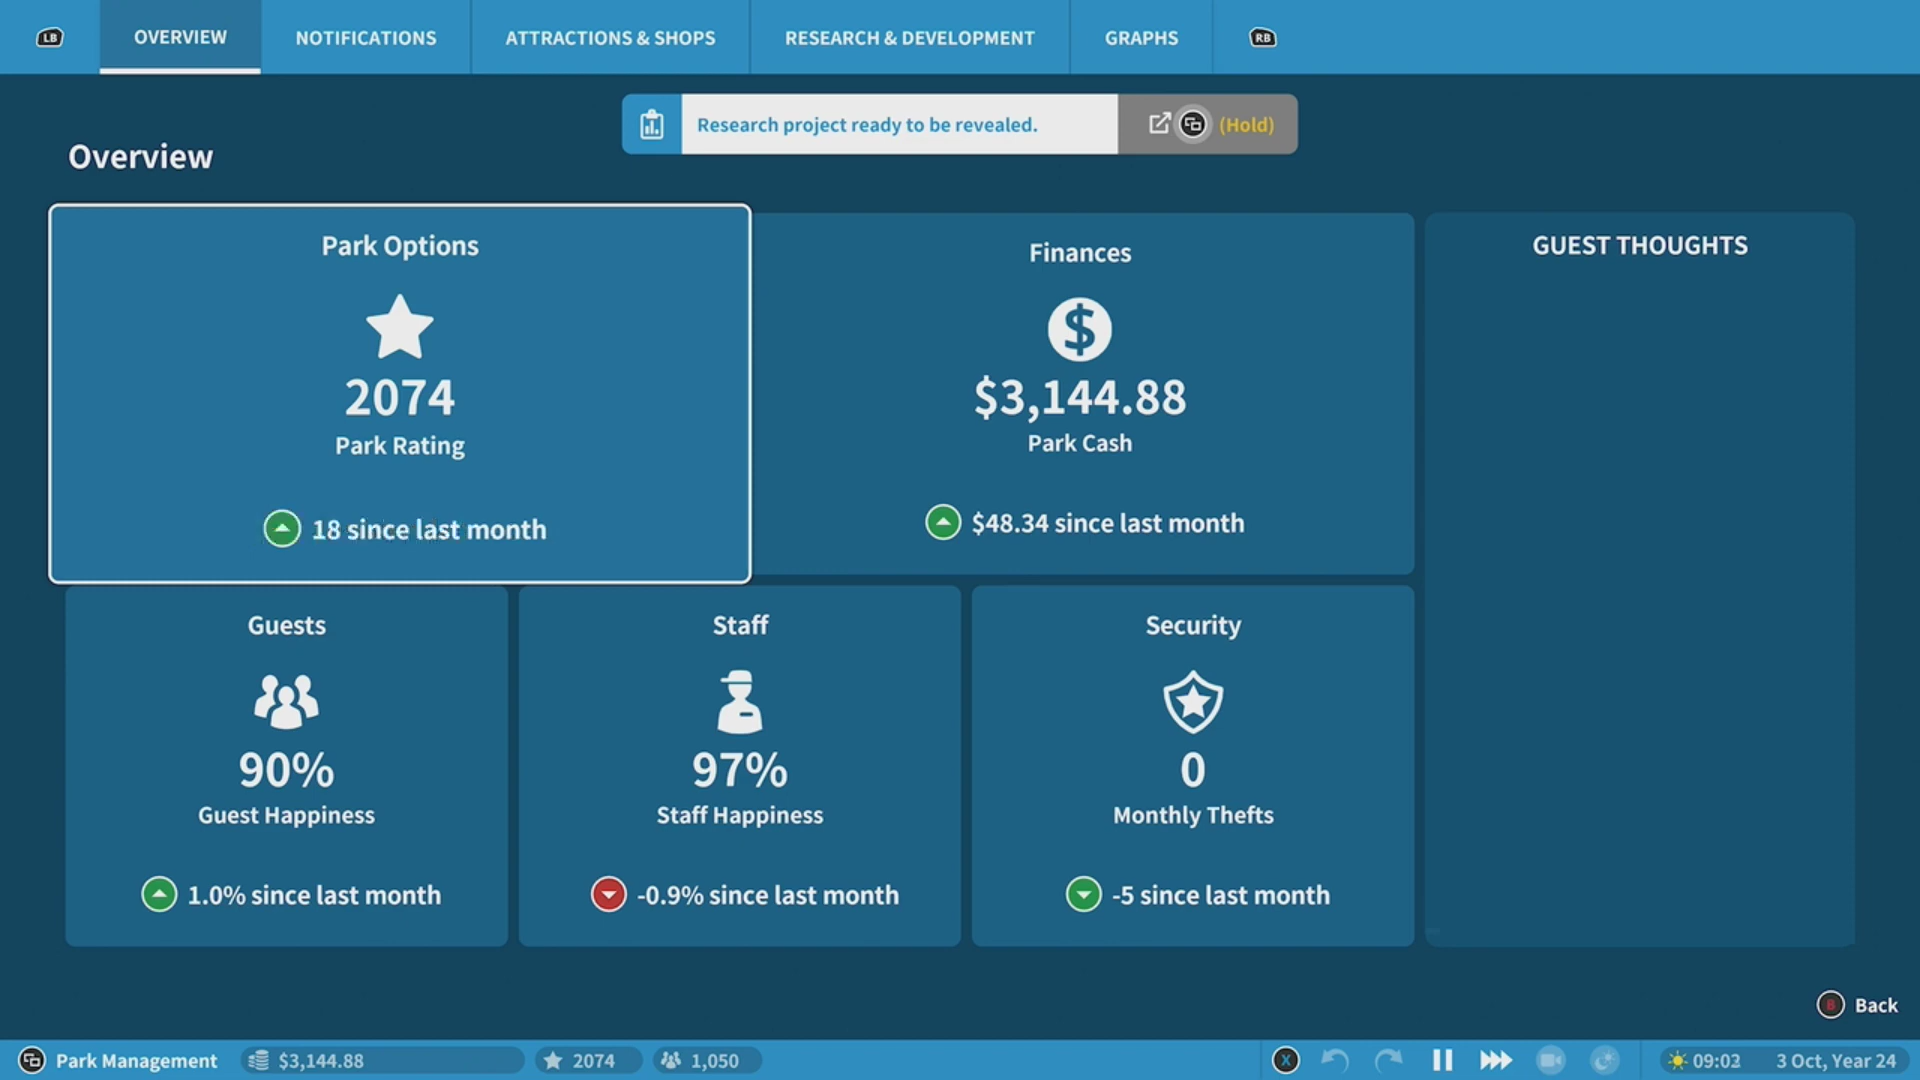 LB OVERVIEW NOTIFICATIONS ATTRACTIONS & SHOPS RESEARCH & DEVELOPMENT GRAPHS RB
Research project ready to be revealed. (Hold)
Overview
Park Options
2074
Park Rating
18 since last month
Finances
$3,144.88
Park Cash
$48.34 since last month
GUEST THOUGHTS
Guests
90%
Guest Happiness
1.0% since last month
Staff
97%
Staff Happiness
-0.9% since last month
Security
0
Monthly Thefts
-5 since last month
B Back
Park Management $3,144.88 2074 1,050 X 09:02 3 Oct, Year 24